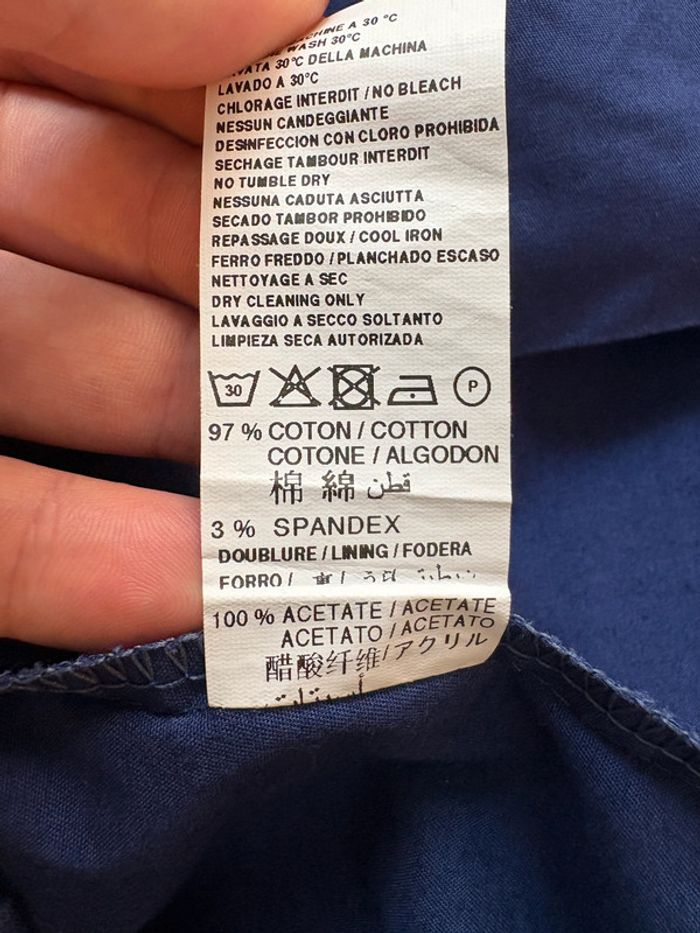 MACHINE A 30 °C
WASH 30°C
LAVATA 30°C DELLA MACHINA
LAVADO A 30°C
CHLORAGE INTERDIT / NO BLEACH
NESSUN CANDEGGIANTE
DESINFECCION CON CLORO PROHIBIDA
SECHAGE TAMBOUR INTERDIT
NO TUMBLE DRY
NESSUNA CADUTA ASCIUTTA
SECADO TAMBOR PROHIBIDO
REPASSAGE DOUX / COOL IRON
FERRO FREDDO / PLANCHADO ESCASO
NETTOYAGE A SEC
DRY CLEANING ONLY
LAVAGGIO A SECCO SOLTANTO
LIMPIEZA SECA AUTORIZADA
30 P
97 % COTON / COTTON
COTONE / ALGODON
棉 綿 قطن
3 % SPANDEX
DOUBLURE / LINING / FODERA
FORRO /
100 % ACETATE / ACETATE
ACETATO / ACETATO
醋酸纤维/アクリル